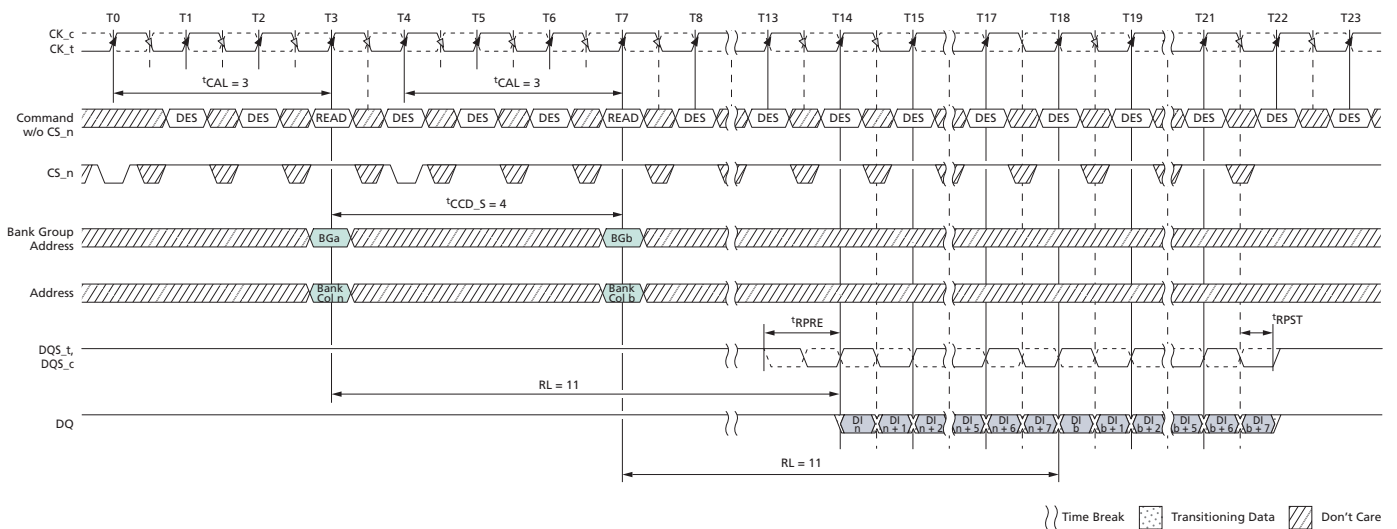 T0 T1 T2 T3 T4 T5 T6 T7 T8 T13 T14 T15 T17 T18 T19 T21 T22 T23
CK_c
CK_t
tCAL = 3 tCAL = 3
Command
w/o CS_n
DES DES READ DES DES DES READ DES DES DES DES DES DES DES DES DES DES
CS_n
tCCD_S = 4
Bank Group
Address
BGa BGb
Address
Bank
Col n
Bank
Col b
tRPRE tRPST
DQS_t,
DQS_c
RL = 11
DQ
DI
n
DI
n + 1
DI
n + 2
DI
n + 5
DI
n + 6
DI
n + 7
DI
b
DI
b + 1
DI
b + 2
DI
b + 5
DI
b + 6
DI
b + 7
RL = 11
Time Break Transitioning Data Don't Care